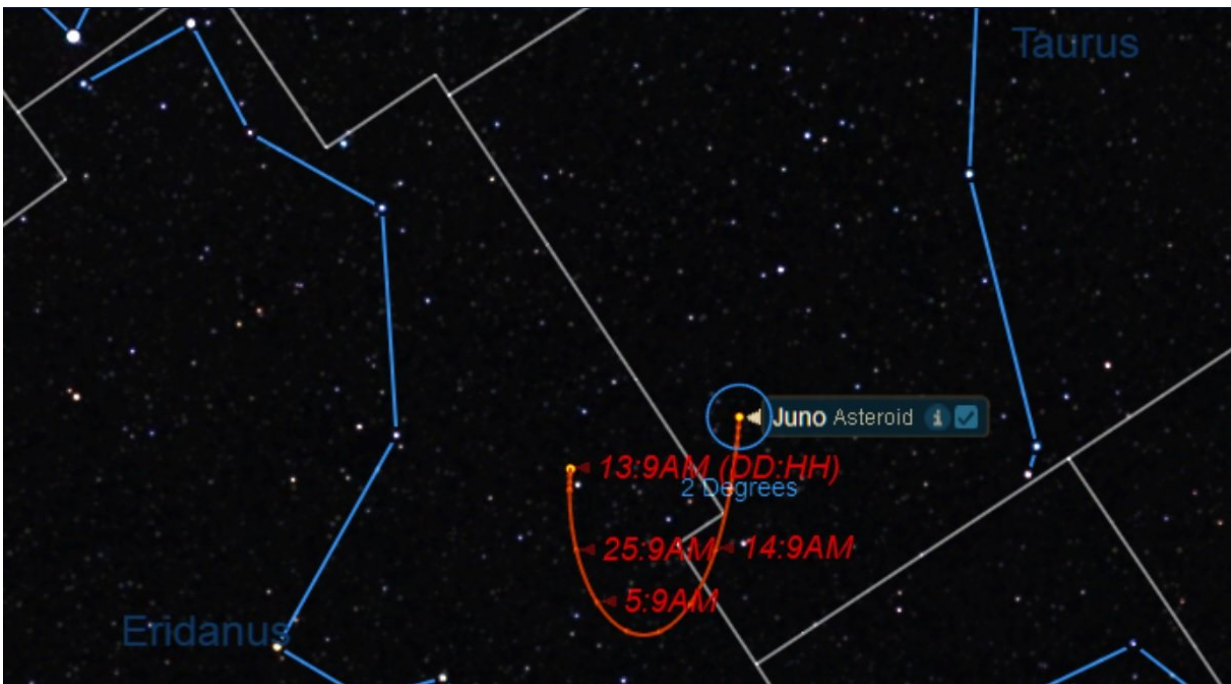 Taurus
Juno Asteroid i
13:9AM (DD:HH)
2 Degrees
25:9AM
14:9AM
5:9AM
Eridanus